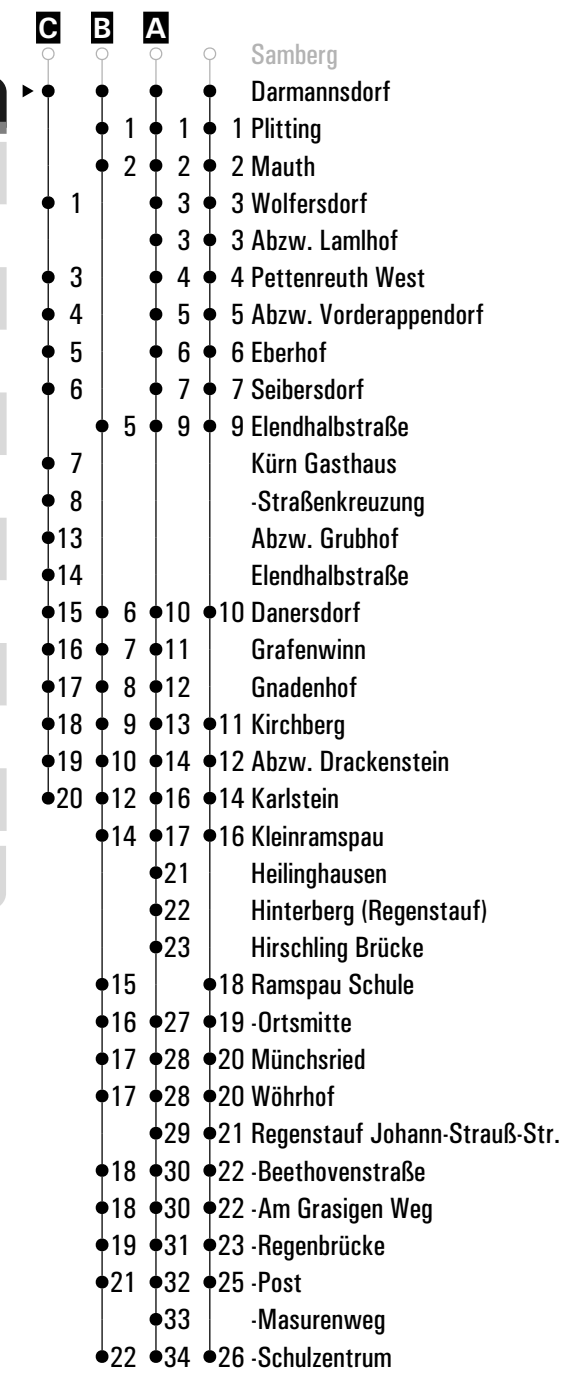 C B A
Samberg
Darmannsdorf
1 1 1 Plitting
2 2 2 Mauth
1 3 3 Wolfersdorf
3 3 Abzw. Lamlhof
3 4 4 Pettenreuth West
4 5 5 Abzw. Vorderappendorf
5 6 6 Eberhof
6 7 7 Seibersdorf
5 9 9 Elendhalbstraße
7 Kürn Gasthaus
8 -Straßenkreuzung
13 Abzw. Grubhof
14 Elendhalbstraße
15 6 10 10 Danersdorf
16 7 11 Grafenwinn
17 8 12 Gnadenhof
18 9 13 11 Kirchberg
19 10 14 12 Abzw. Drackenstein
20 12 16 14 Karlstein
14 17 16 Kleinramspau
21 Heilinghausen
22 Hinterberg (Regenstauf)
23 Hirschling Brücke
15 18 Ramspau Schule
16 27 19 -Ortsmitte
17 28 20 Münchsried
17 28 20 Wöhrhof
29 21 Regenstauf Johann-Strauß-Str.
18 30 22 -Beethovenstraße
18 30 22 -Am Grasigen Weg
19 31 23 -Regenbrücke
21 32 25 -Post
33 -Masurenweg
22 34 26 -Schulzentrum